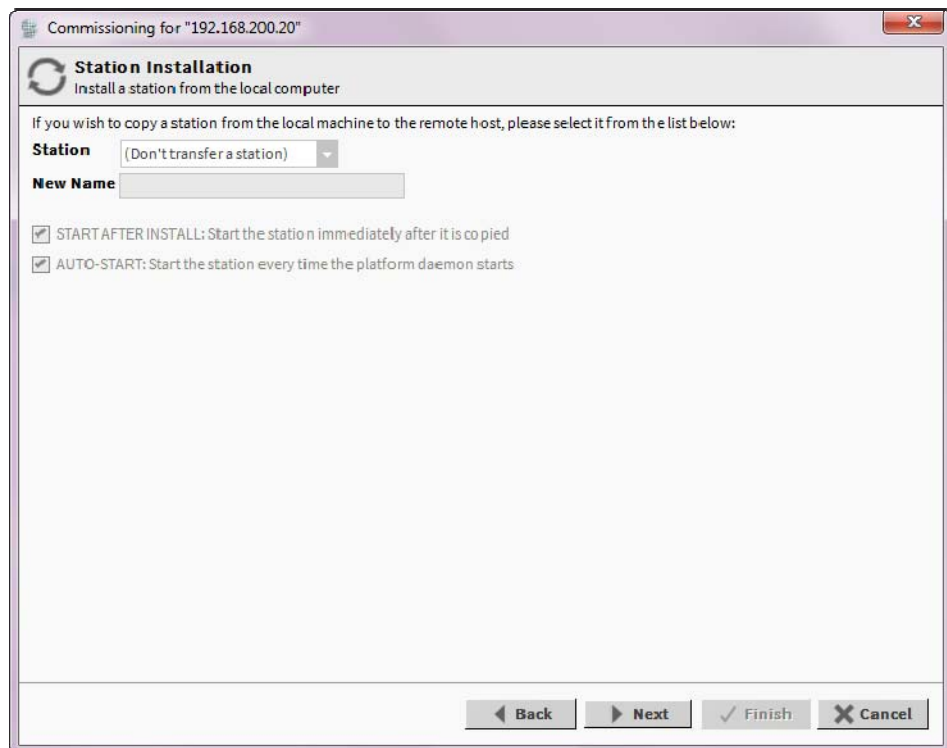 Commissioning for "192.168.200.20"
Station Installation
Install a station from the local computer
If you wish to copy a station from the local machine to the remote host, please select it from the list below:
Station (Don't transfer a station)
New Name
START AFTER INSTALL: Start the station immediately after it is copied
AUTO-START: Start the station every time the platform daemon starts
Back Next Finish Cancel